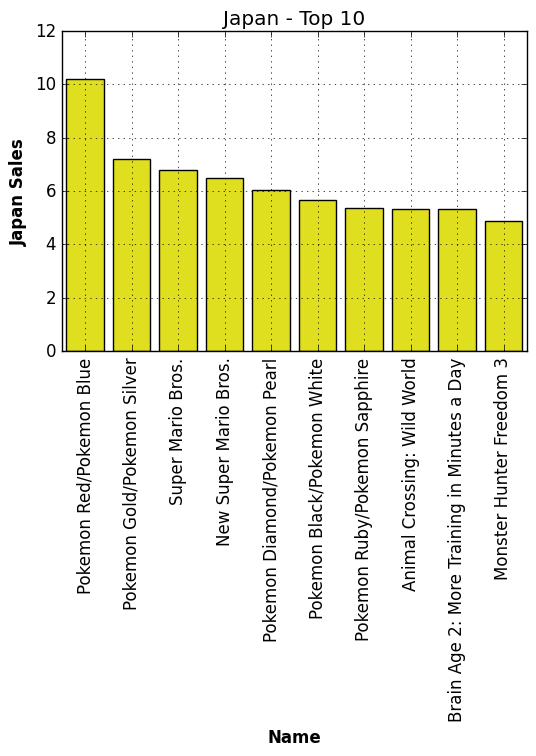 Japan - Top 10
12
10
8
6
4
2
0
Japan Sales
Pokemon Red/Pokemon Blue
Pokemon Gold/Pokemon Silver
Super Mario Bros.
New Super Mario Bros.
Pokemon Diamond/Pokemon Pearl
Pokemon Black/Pokemon White
Pokemon Ruby/Pokemon Sapphire
Animal Crossing: Wild World
Brain Age 2: More Training in Minutes a Day
Monster Hunter Freedom 3
Name